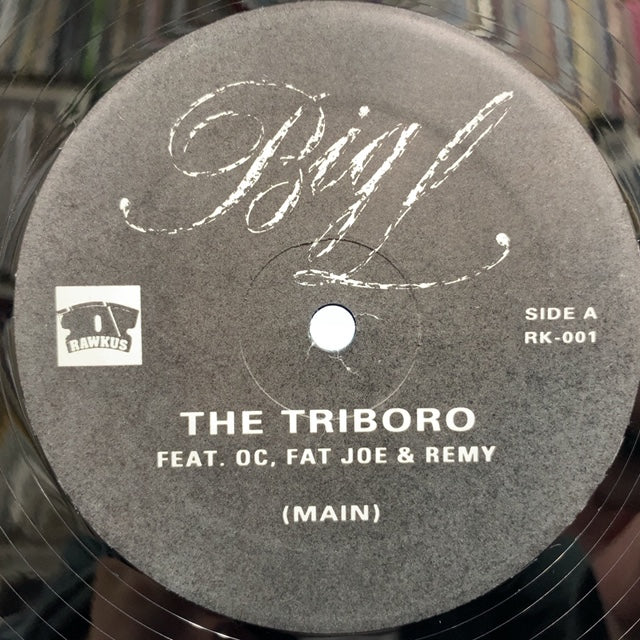 Big L
RAWKUS
SIDE A
RK-001
THE TRIBORO
FEAT. OC, FAT JOE & REMY
(MAIN)